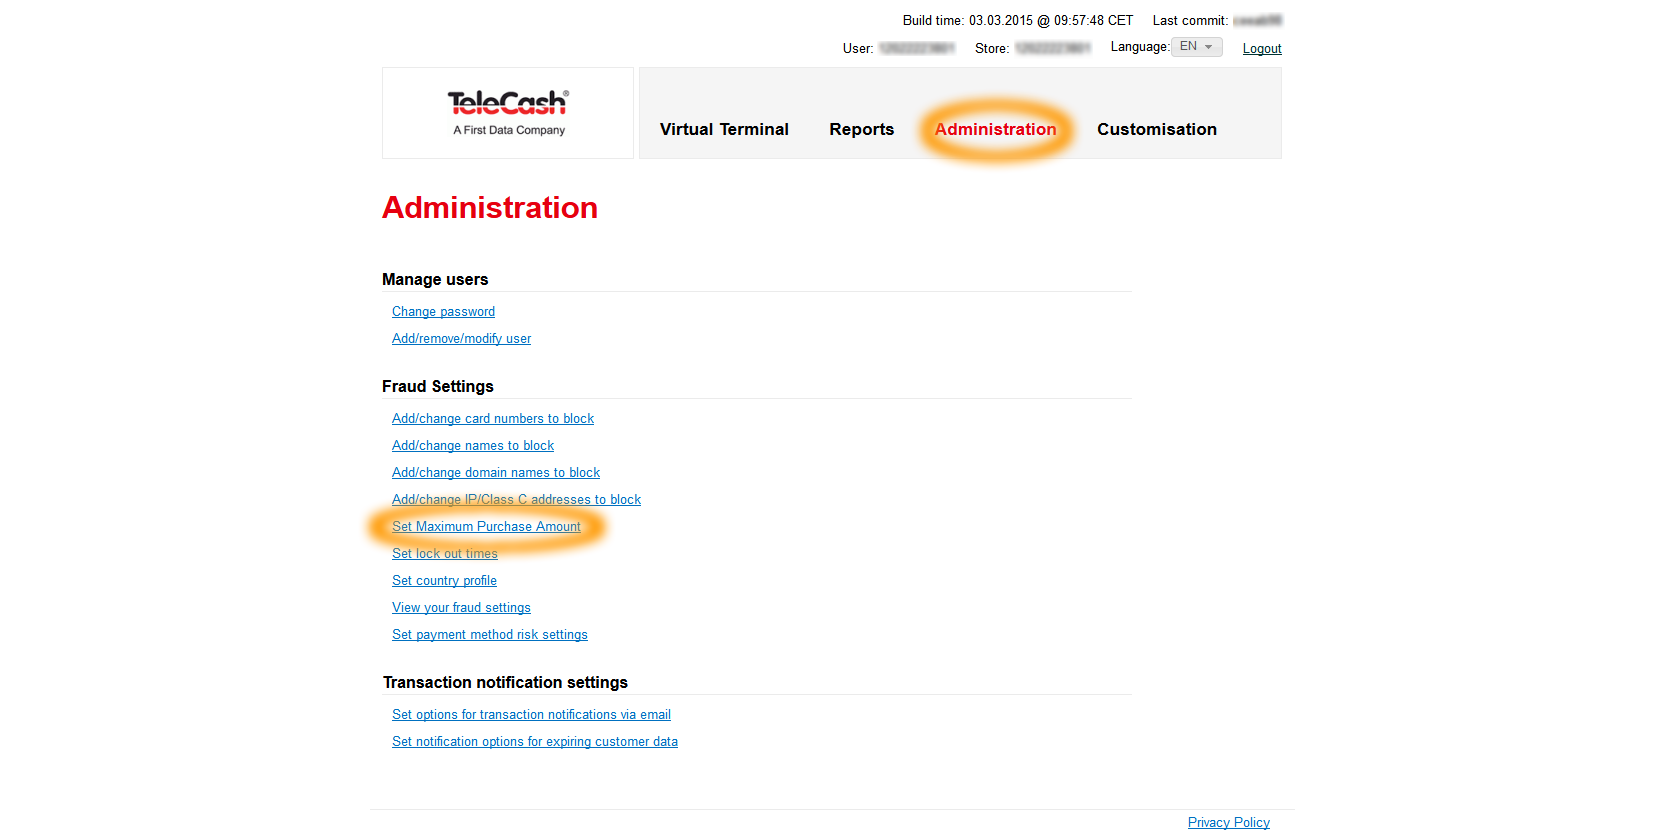 Build time: 03.03.2015 @ 09:57:48 CET Last commit:
User: Store: Language: EN Logout
TeleCash®
A First Data Company
Virtual Terminal Reports Administration Customisation
Administration
Manage users
Change password
Add/remove/modify user
Fraud Settings
Add/change card numbers to block
Add/change names to block
Add/change domain names to block
Add/change IP/Class C addresses to block
Set Maximum Purchase Amount
Set lock out times
Set country profile
View your fraud settings
Set payment method risk settings
Transaction notification settings
Set options for transaction notifications via email
Set notification options for expiring customer data
Privacy Policy